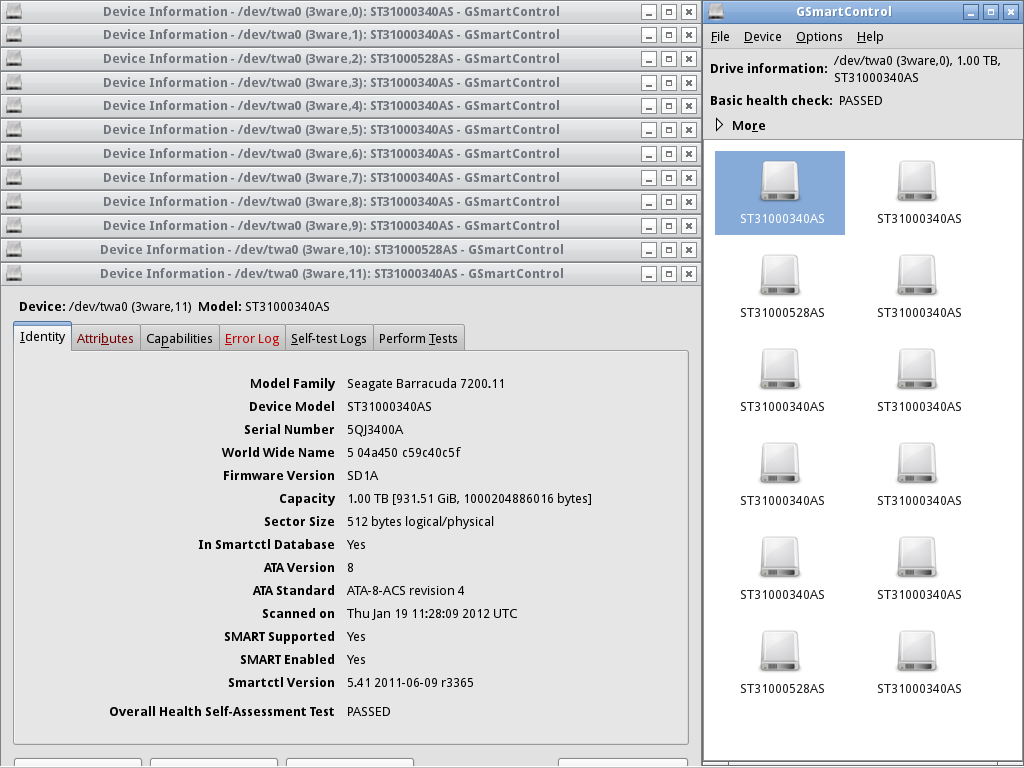 Device Information - /dev/twa0 (3ware,0): ST31000340AS - GSmartControl
Device Information - /dev/twa0 (3ware,1): ST31000340AS - GSmartControl
Device Information - /dev/twa0 (3ware,2): ST31000528AS - GSmartControl
Device Information - /dev/twa0 (3ware,3): ST31000340AS - GSmartControl
Device Information - /dev/twa0 (3ware,4): ST31000340AS - GSmartControl
Device Information - /dev/twa0 (3ware,5): ST31000340AS - GSmartControl
Device Information - /dev/twa0 (3ware,6): ST31000340AS - GSmartControl
Device Information - /dev/twa0 (3ware,7): ST31000340AS - GSmartControl
Device Information - /dev/twa0 (3ware,8): ST31000340AS - GSmartControl
Device Information - /dev/twa0 (3ware,9): ST31000340AS - GSmartControl
Device Information - /dev/twa0 (3ware,10): ST31000528AS - GSmartControl
Device Information - /dev/twa0 (3ware,11): ST31000340AS - GSmartControl
Device: /dev/twa0 (3ware,11) Model: ST31000340AS
Identity Attributes Capabilities Error Log Self-test Logs Perform Tests
Model Family Seagate Barracuda 7200.11
Device Model ST31000340AS
Serial Number 5QJ3400A
World Wide Name 5 04a450 c59c40c5f
Firmware Version SD1A
Capacity 1.00 TB [931.51 GiB, 1000204886016 bytes]
Sector Size 512 bytes logical/physical
In Smartctl Database Yes
ATA Version 8
ATA Standard ATA-8-ACS revision 4
Scanned on Thu Jan 19 11:28:09 2012 UTC
SMART Supported Yes
SMART Enabled Yes
Smartctl Version 5.41 2011-06-09 r3365
Overall Health Self-Assessment Test PASSED
GSmartControl
File Device Options Help
Drive information: /dev/twa0 (3ware,0), 1.00 TB,
ST31000340AS
Basic health check: PASSED
More
ST31000340AS ST31000340AS
ST31000528AS ST31000340AS
ST31000340AS ST31000340AS
ST31000340AS ST31000340AS
ST31000340AS ST31000340AS
ST31000528AS ST31000340AS